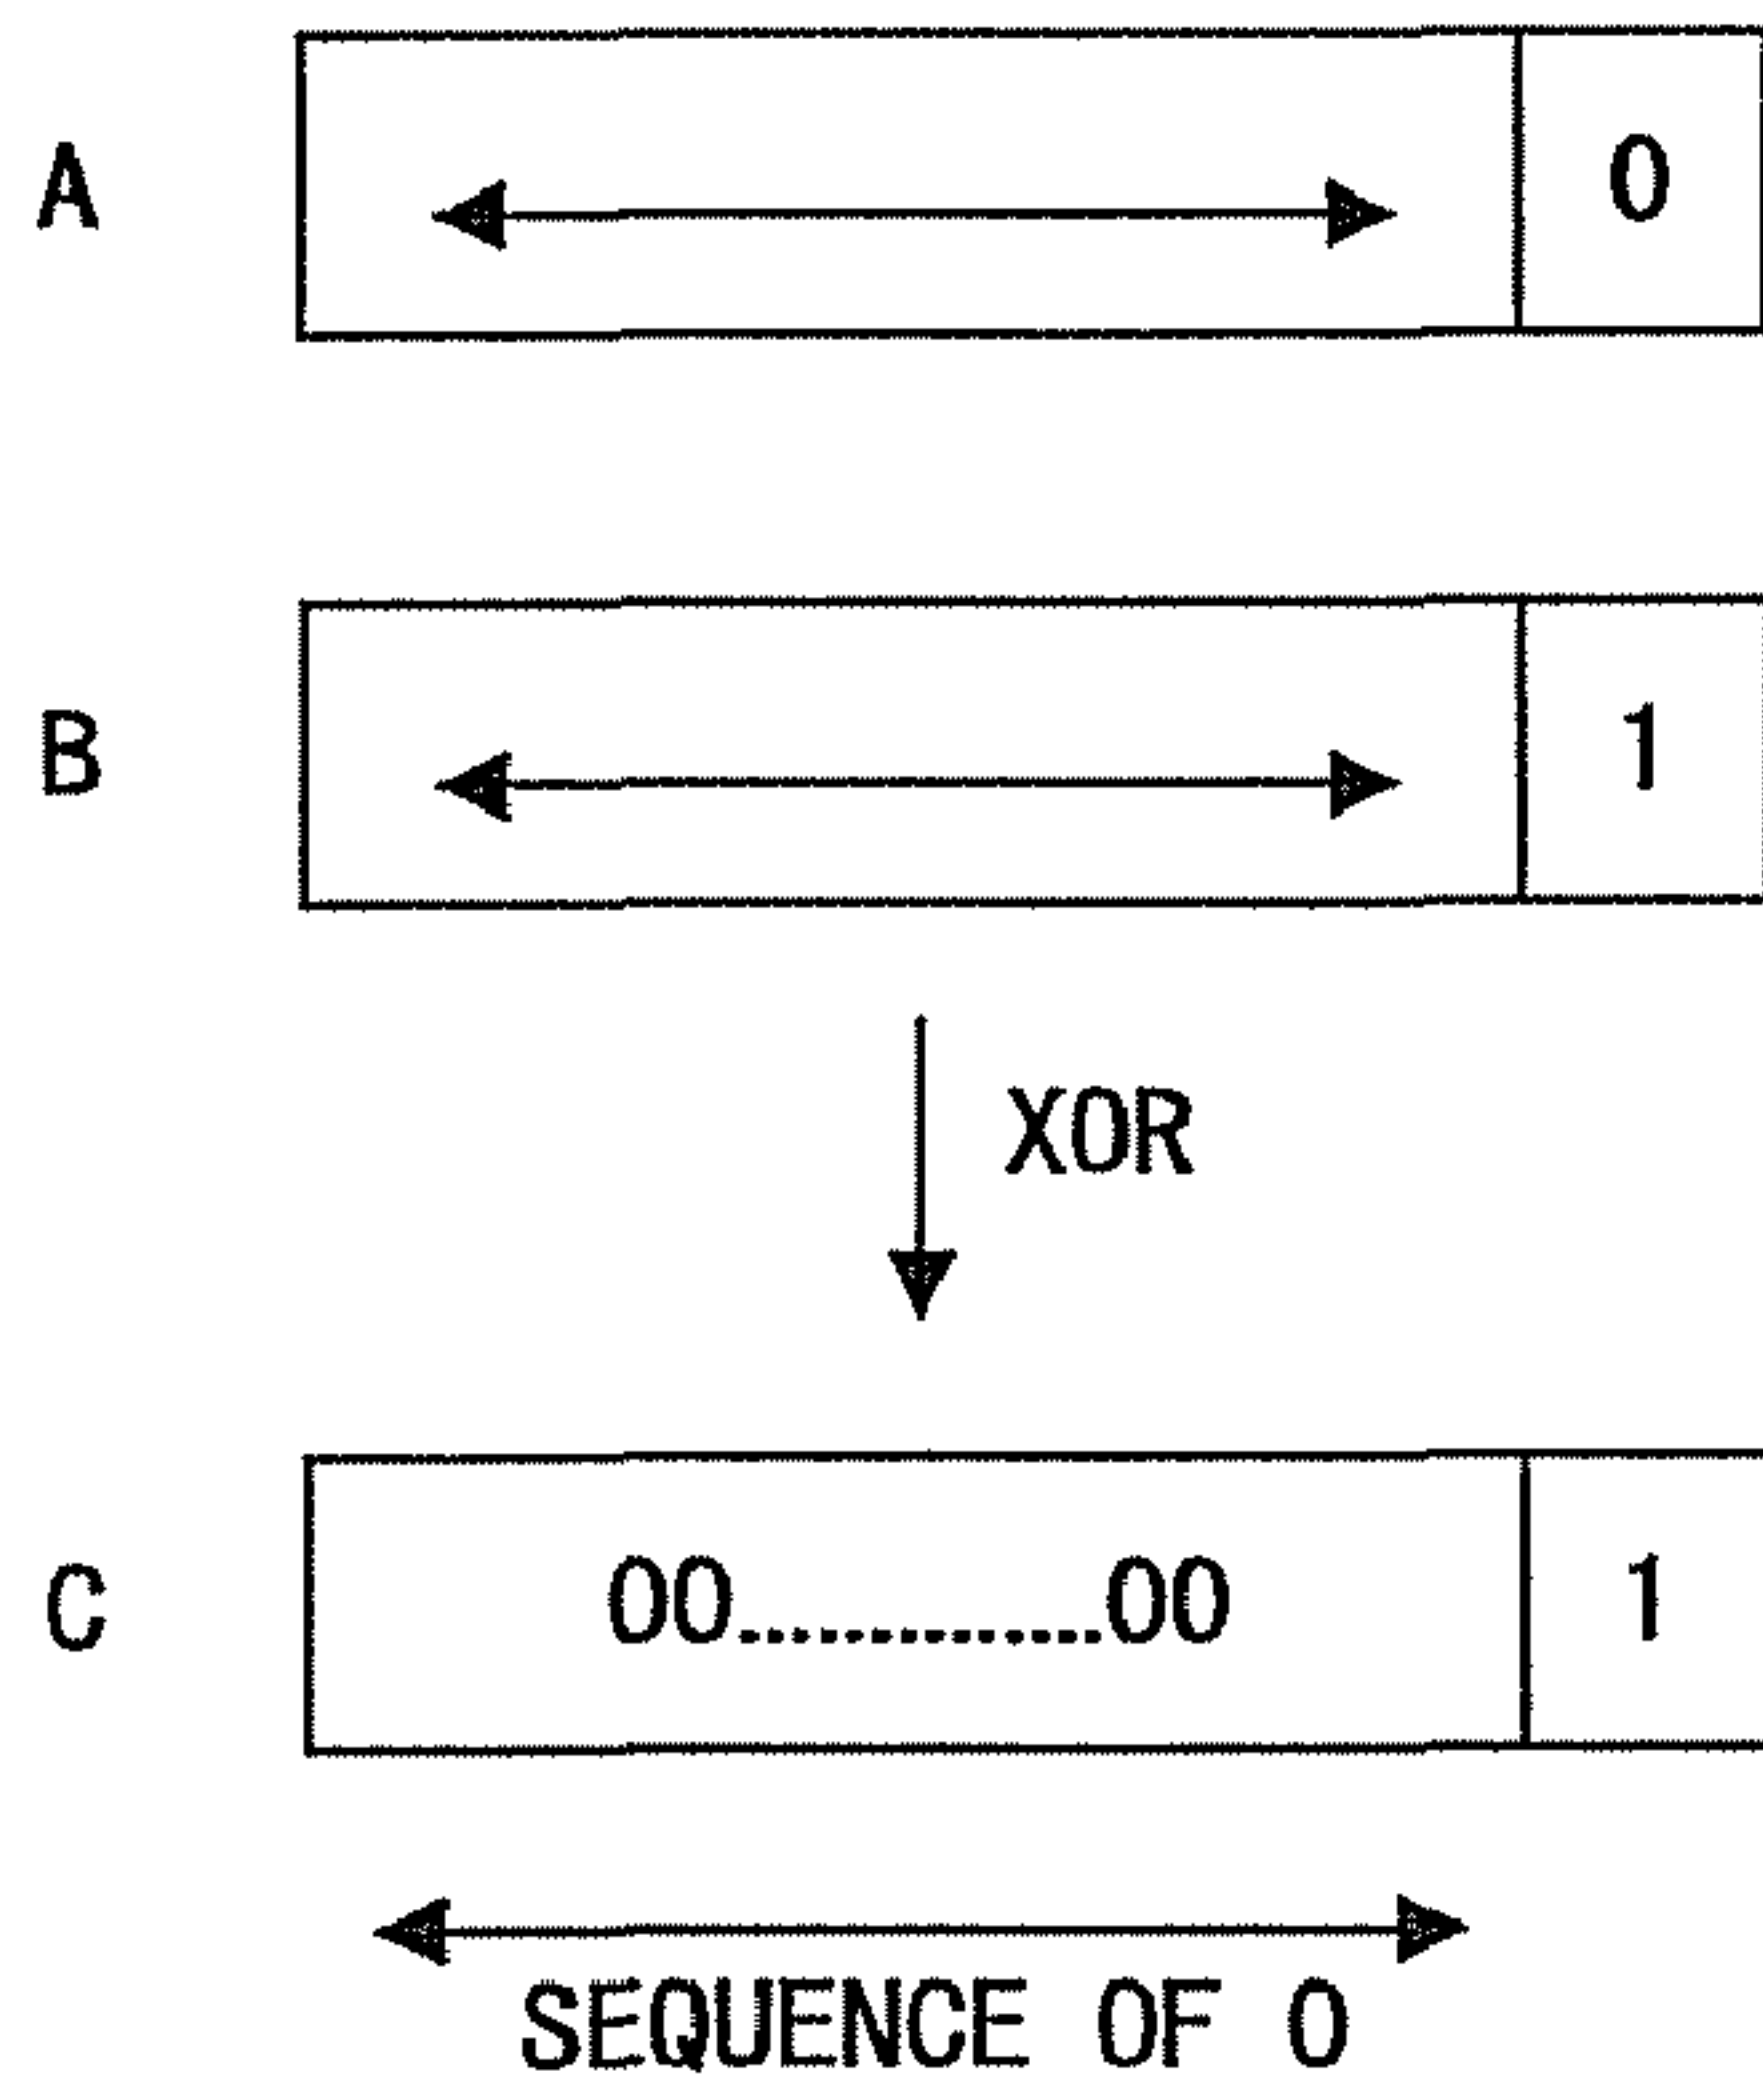 A 0
B 1
XOR
C 00..............00 1
SEQUENCE OF 0